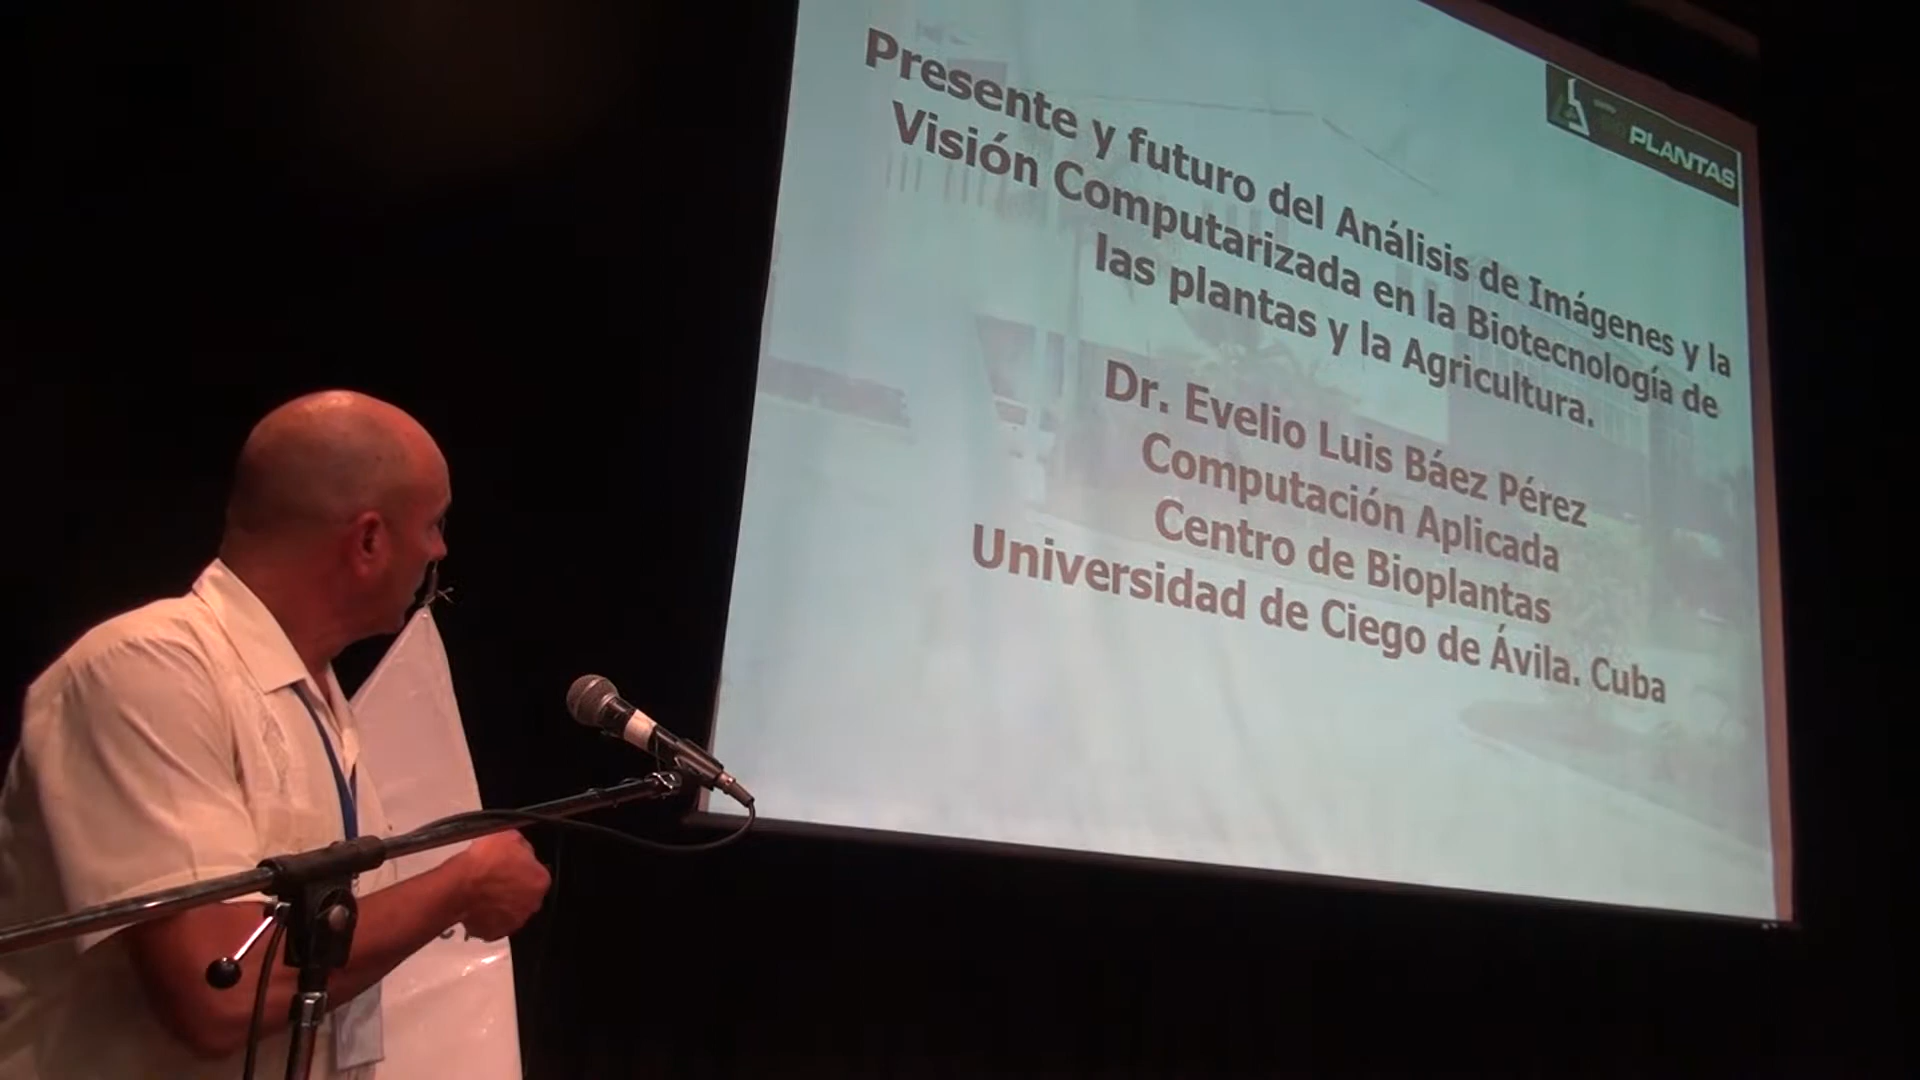 Presente y futuro del Análisis de Imágenes y la
Visión Computarizada en la Biotecnología de
las plantas y la Agricultura.
Dr. Evelio Luis Báez Pérez
Computación Aplicada
Centro de Bioplantas
Universidad de Ciego de Ávila. Cuba
PLANTAS